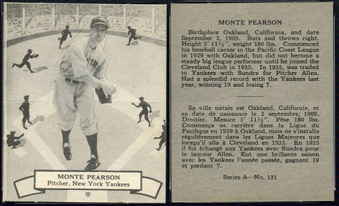 MONTE PEARSON
Pitcher, New York Yankees
MONTE PEARSON
Birthplace Oakland, California, and date
September 2, 1909. Bats and throws right.
Height 5' 11½", weight 180 lbs. Commenced
his baseball career in the Pacific Coast League
in 1929 with Oakland, but did not become a
steady big league performer until he joined the
Cleveland Club in 1933. In 1935, was traded
to Yankees with Sundra for Pitcher Allen.
Had a splendid record with the Yankees last
year, winning 19 and losing 7.
Sa ville natale est Oakland, California, et
sa date de naissance le 2 septembre, 1909.
Droitier. Mesure 5' 11½". Pèse 180 lbs.
Commença sa carrière dans la Ligue du
Pacifique en 1929 à Oakland, mais ne s'installa
régulièrement dans les Ligues Majeures que
lorsqu'il alla à Cleveland en 1933. En 1935
il fut échangé aux Yankees avec Sundra pour
le lanceur Allen. Eut une brilliante saison
avec les Yankees l'année passée, gagnant 19
et perdant 7.
Series A—No. 131